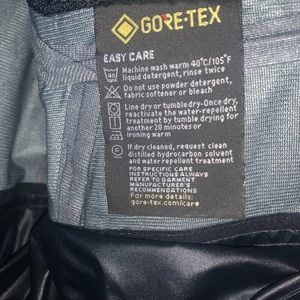 GORE-TEX
EASY CARE
Machine wash warm 40°C/105°F
liquid detergent, rinse twice
Do not use powder detergent,
fabric softener or bleach
Line dry or tumble dry-Once dry,
reactivate the water-repellent
treatment by tumble drying for
another 20 minutes or
ironing warm
If dry cleaned, request clean
distilled hydrocarbon solvent
and water repellent treatment
FOR SPECIFIC CARE
INSTRUCTIONS ALWAYS
REFER TO GARMENT
MANUFACTURER'S
RECOMMENDATIONS
For more details:
gore-tex.com/care